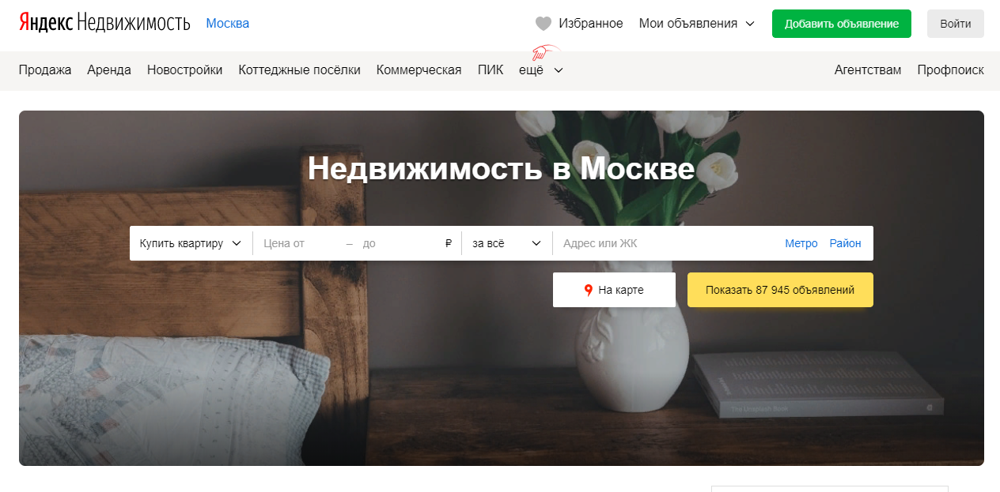 Яндекс Недвижимость Москва Избранное Мои объявления Добавить объявление Войти
Продажа Аренда Новостройки Коттеджные посёлки Коммерческая ПИК ещё Агентствам Профпоиск
Недвижимость в Москве
Купить квартиру Цена от – до ₽ за всё Адрес или ЖК Метро Район
На карте Показать 87 945 объявлений
The Unsplash Book